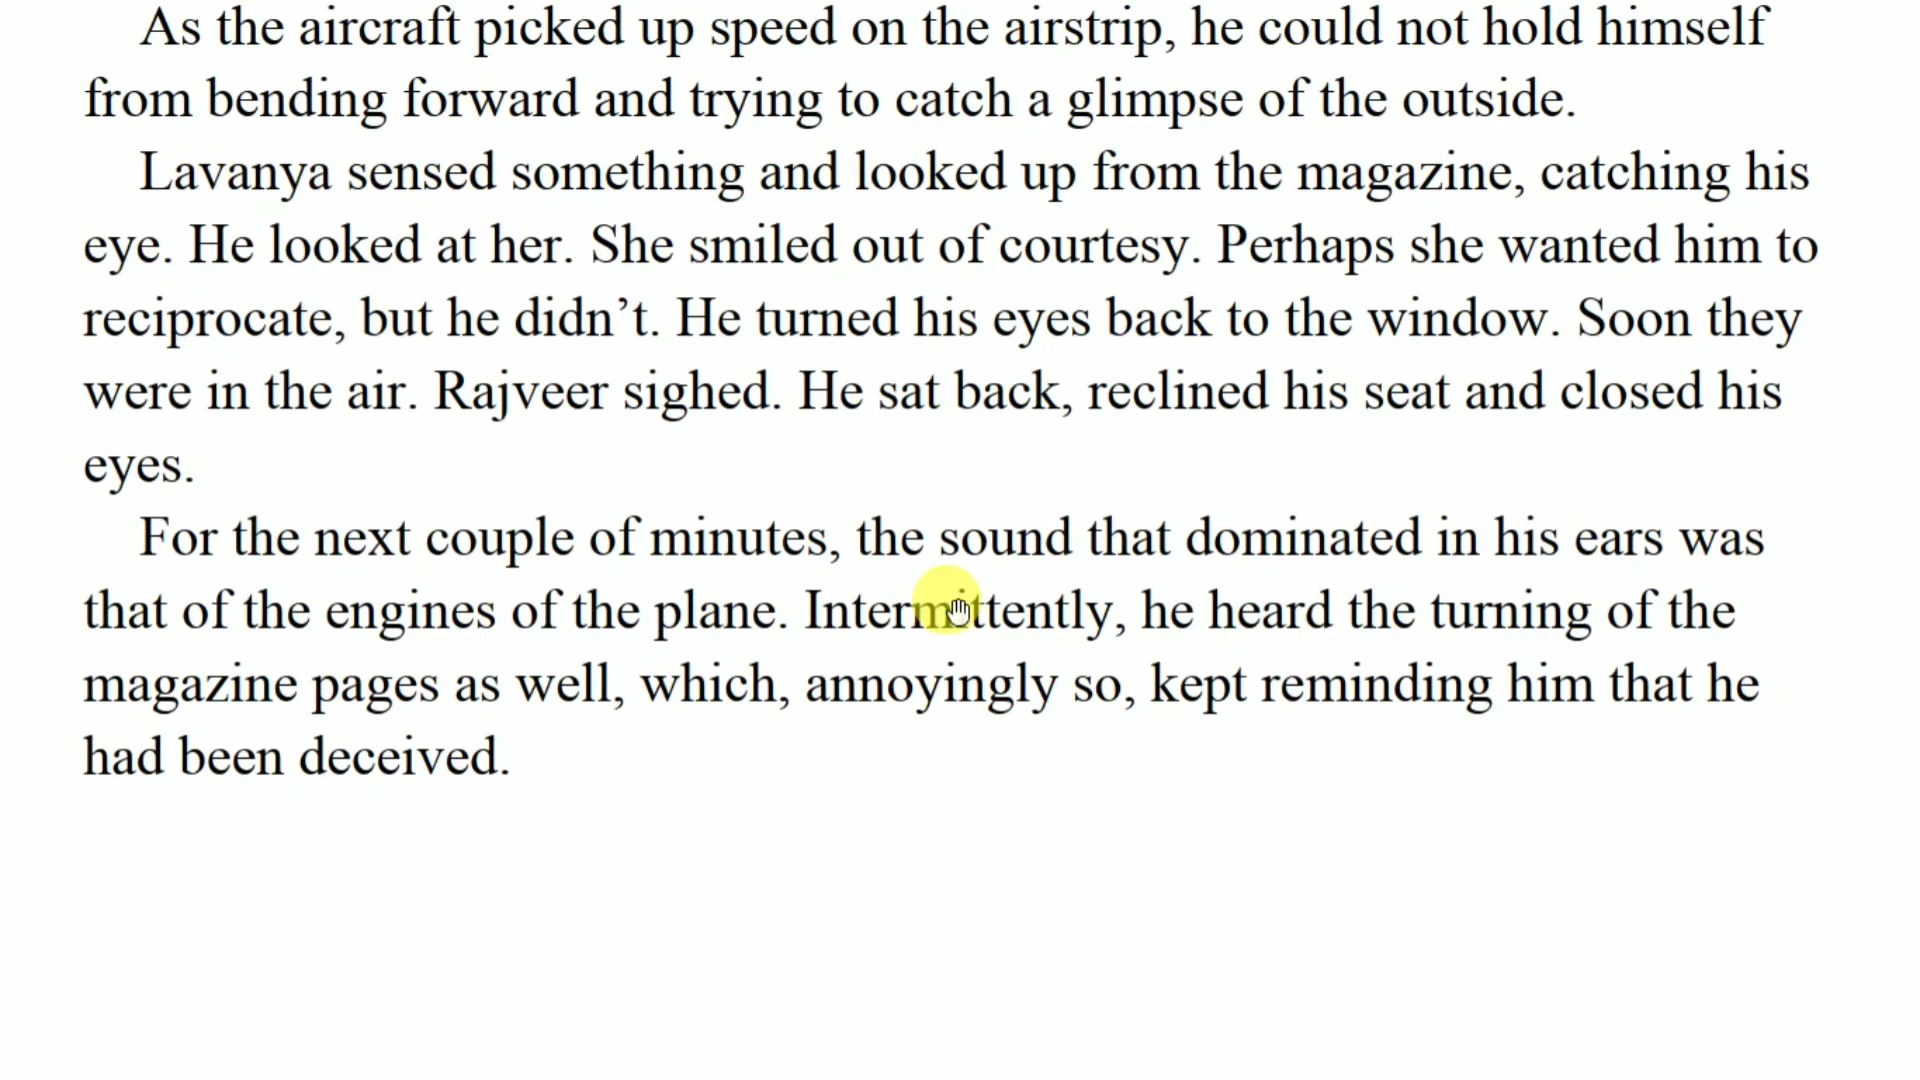 As the aircraft picked up speed on the airstrip, he could not hold himself
from bending forward and trying to catch a glimpse of the outside.
Lavanya sensed something and looked up from the magazine, catching his
eye. He looked at her. She smiled out of courtesy. Perhaps she wanted him to
reciprocate, but he didn’t. He turned his eyes back to the window. Soon they
were in the air. Rajveer sighed. He sat back, reclined his seat and closed his
eyes.
For the next couple of minutes, the sound that dominated in his ears was
that of the engines of the plane. Intermittently, he heard the turning of the
magazine pages as well, which, annoyingly so, kept reminding him that he
had been deceived.